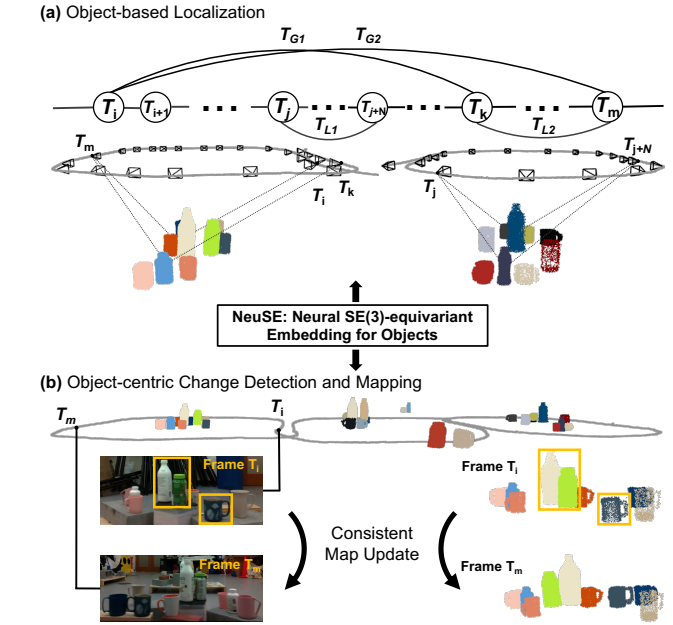 (a) Object-based Localization
T_G1 T_G2
T_i T_i+1 T_j T_j+N T_k T_m
T_L1 T_L2
T_m T_j+N
T_i T_k T_j
NeuSE: Neural SE(3)-equivariant
Embedding for Objects
(b) Object-centric Change Detection and Mapping
T_m T_i
Frame T_i
Frame T_i
Consistent
Map Update
Frame T_m
Frame T_m